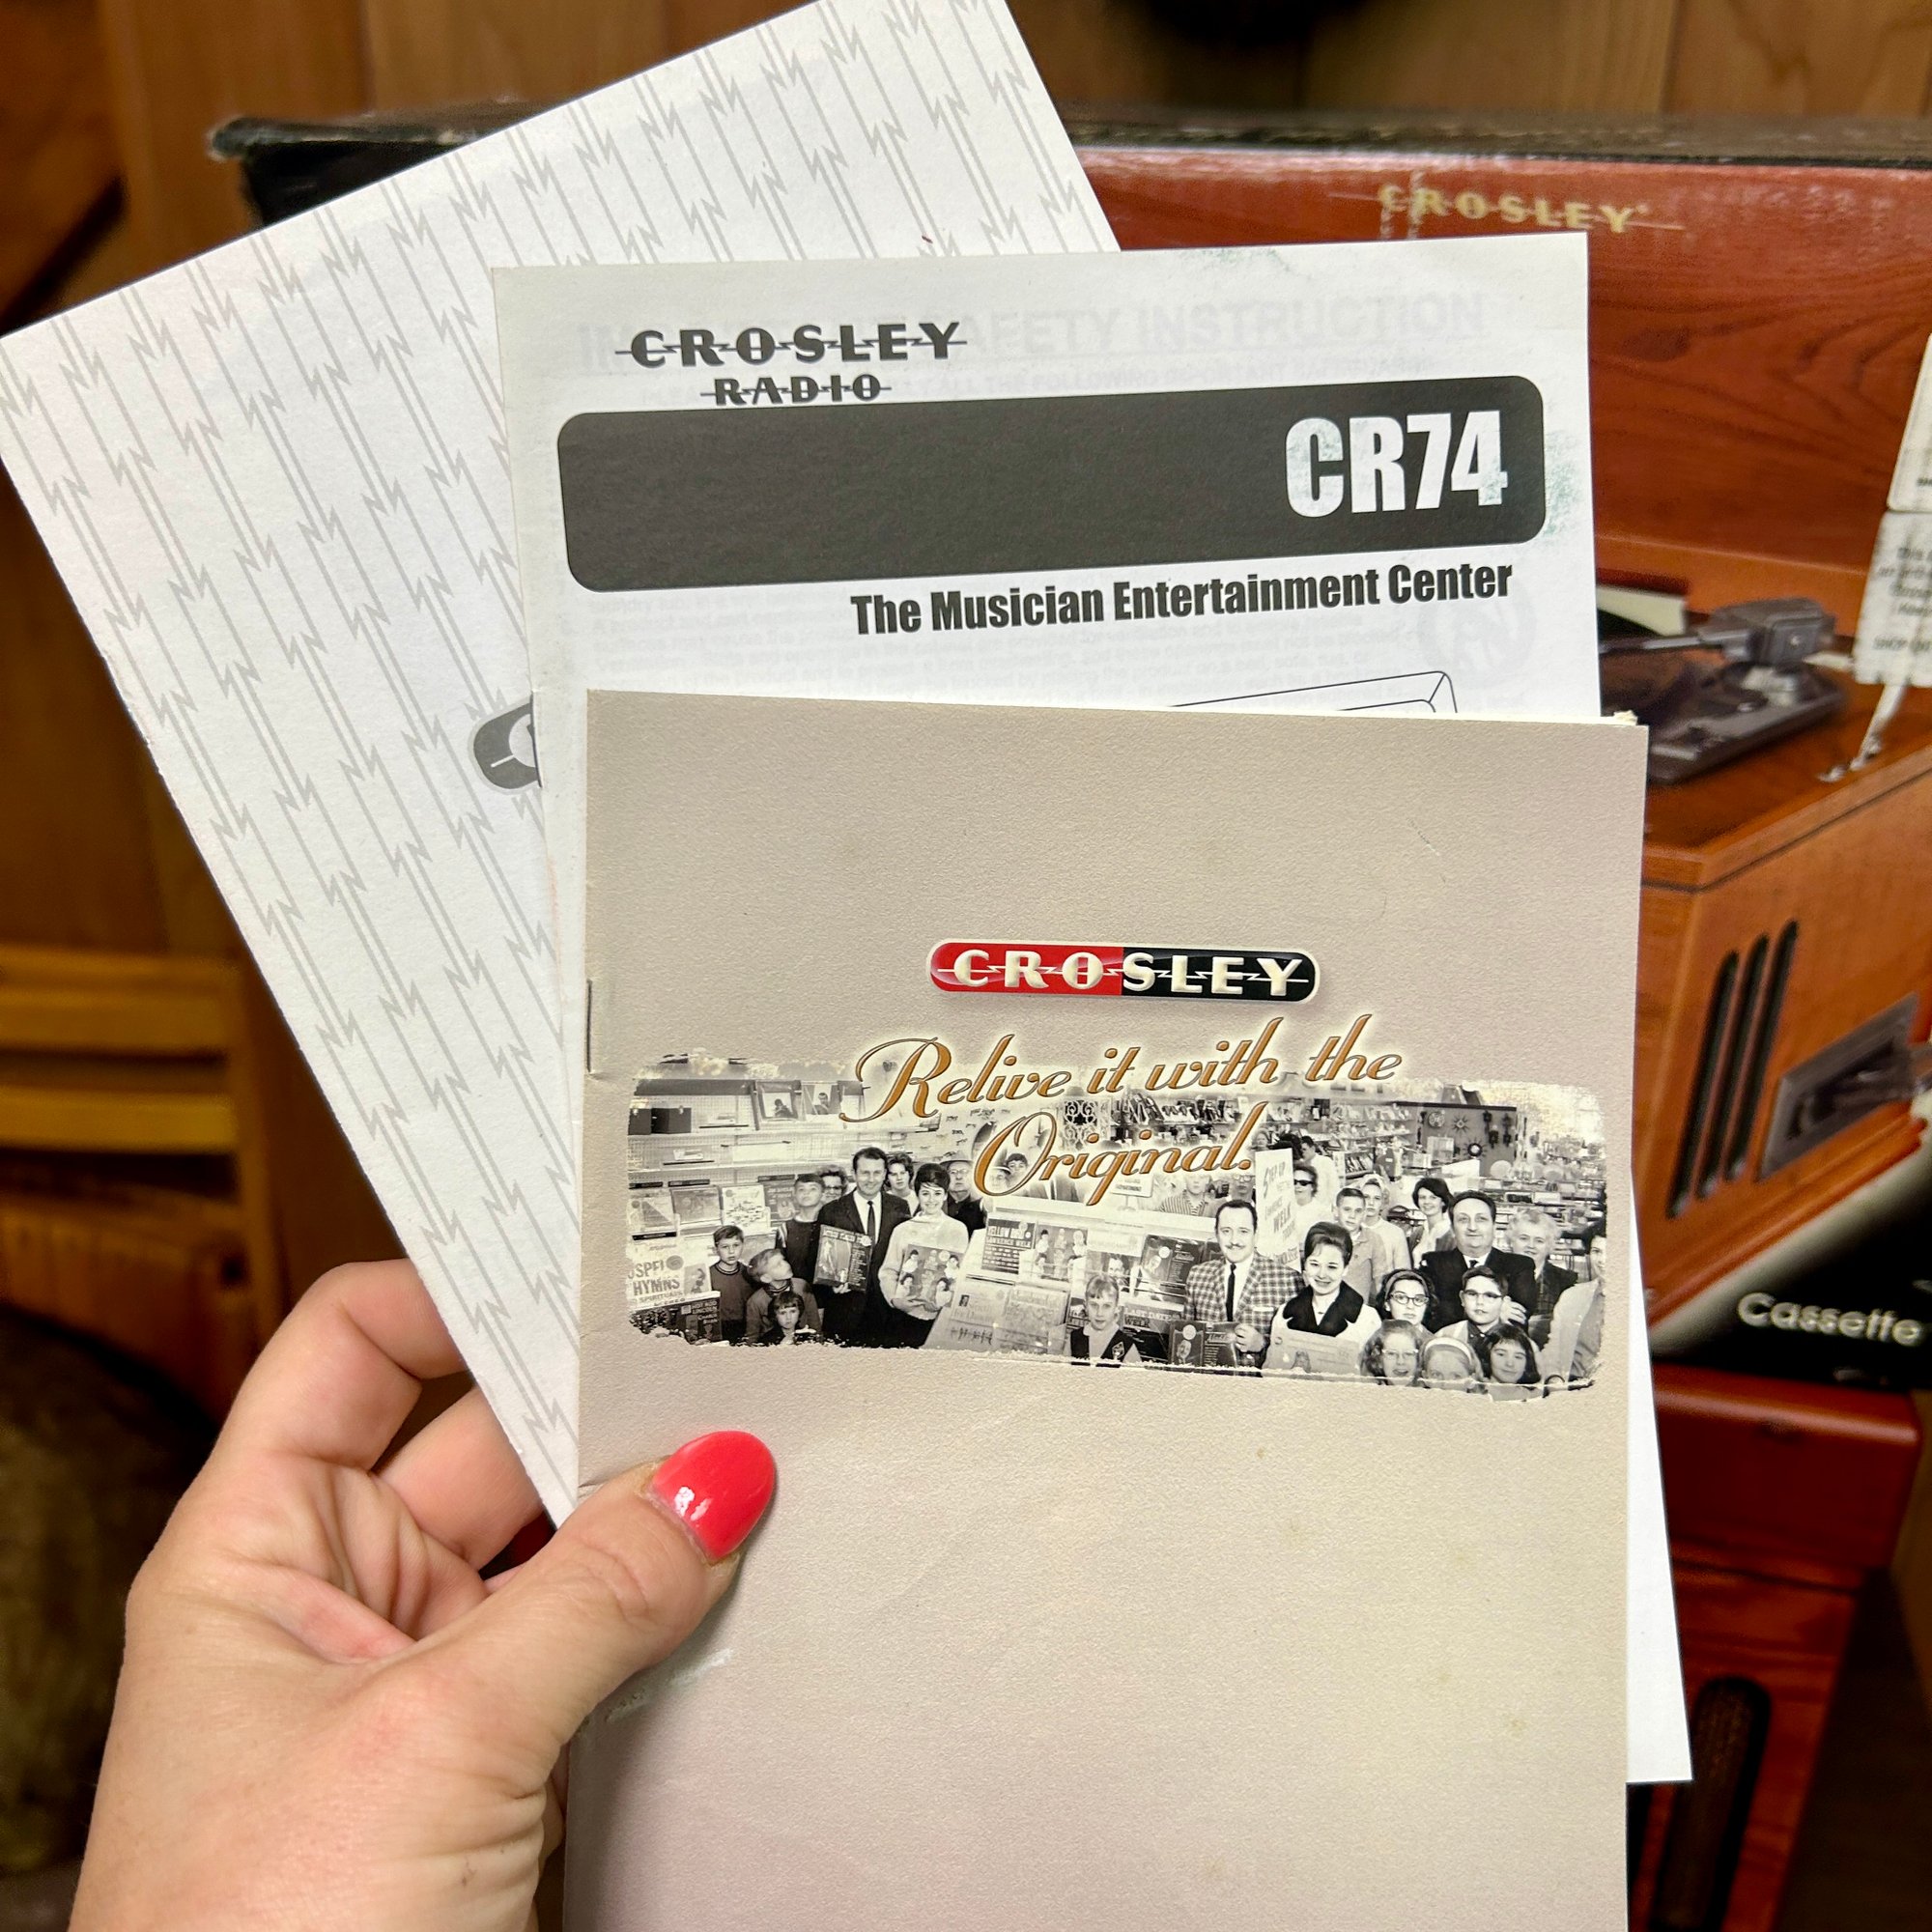 CROSLEY
CROSLEY
RADIO
CR74
The Musician Entertainment Center
CROSLEY
Relive it with the
Original.
HYMNS
Cassette